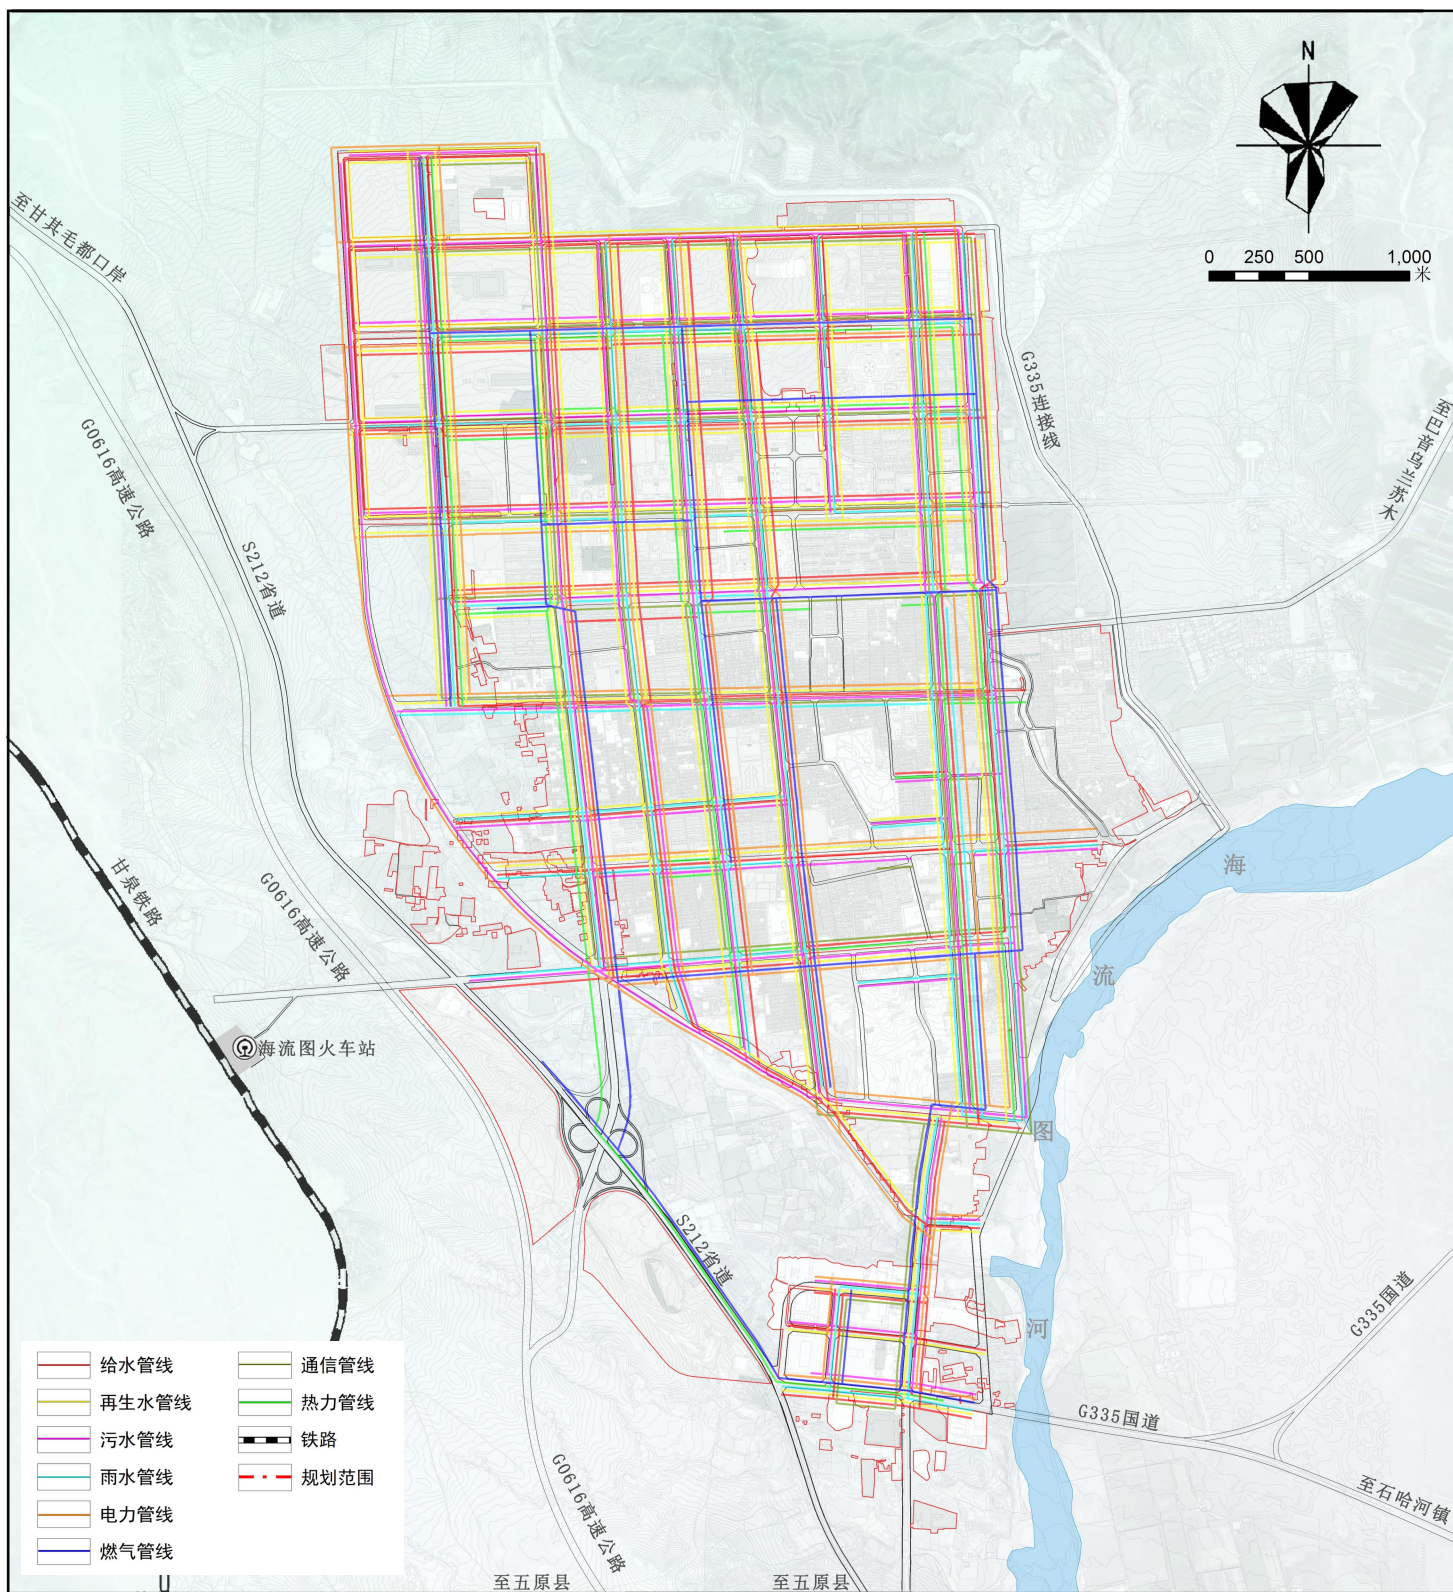 N
0 250 500 1,000
米
至甘其毛都口岸
G0616高速公路
S212省道
G335连接线
至巴音乌兰苏木
甘泉铁路
G0616高速公路
海流图火车站
海
流
图
河
S212省道
G335国道
G335国道
至石哈河镇
G0616高速公路
至五原县
至五原县
给水管线
再生水管线
污水管线
雨水管线
电力管线
燃气管线
通信管线
热力管线
铁路
规划范围